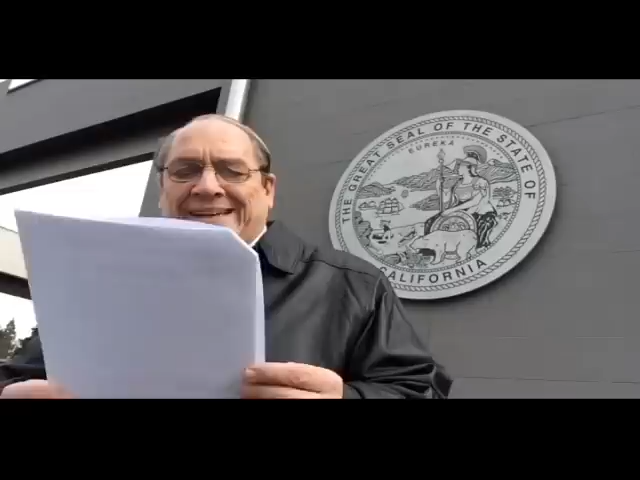 THE GREAT SEAL OF THE STATE OF
EUREKA
CALIFORNIA